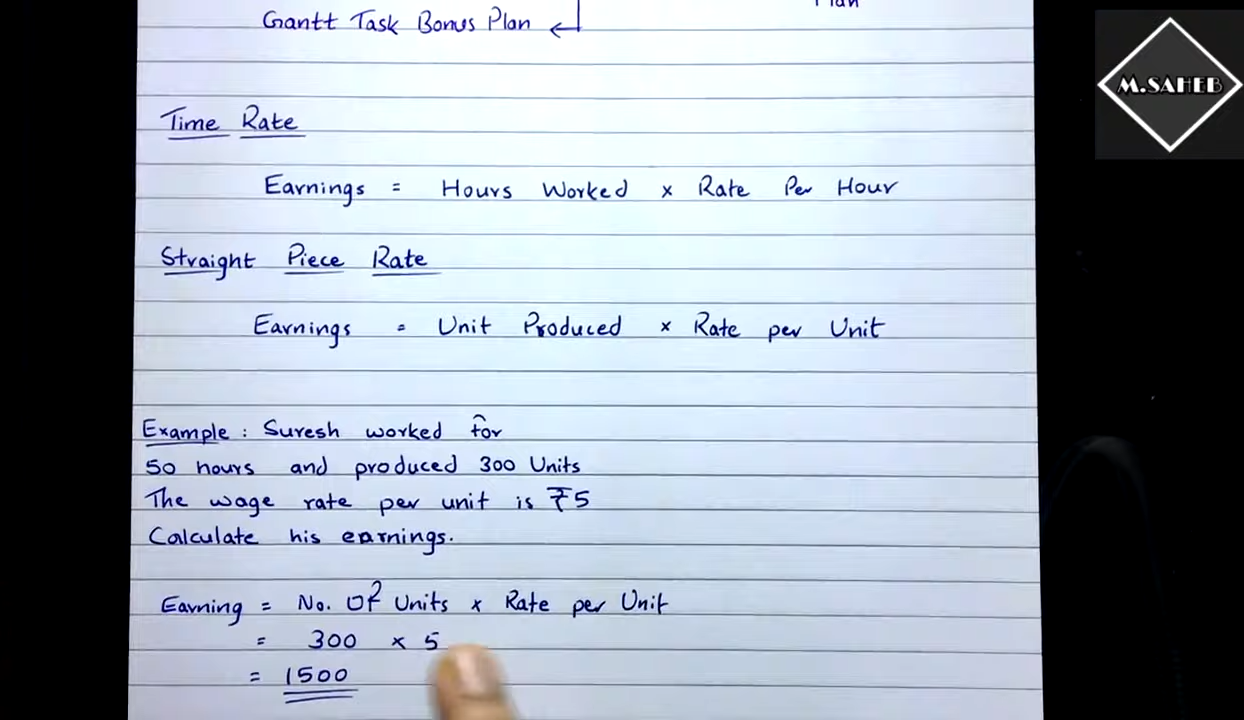 Plan
Gantt Task Bonus Plan
M.SAHEB
Time Rate
Earnings = Hours Worked × Rate Per Hour
Straight Piece Rate
Earnings = Unit Produced × Rate per Unit
Example : Suresh worked for
50 hours and produced 300 Units
The wage rate per unit is ₹5
Calculate his earnings.
Earning = No. Of Units × Rate per Unit
= 300 × 5
= 1500